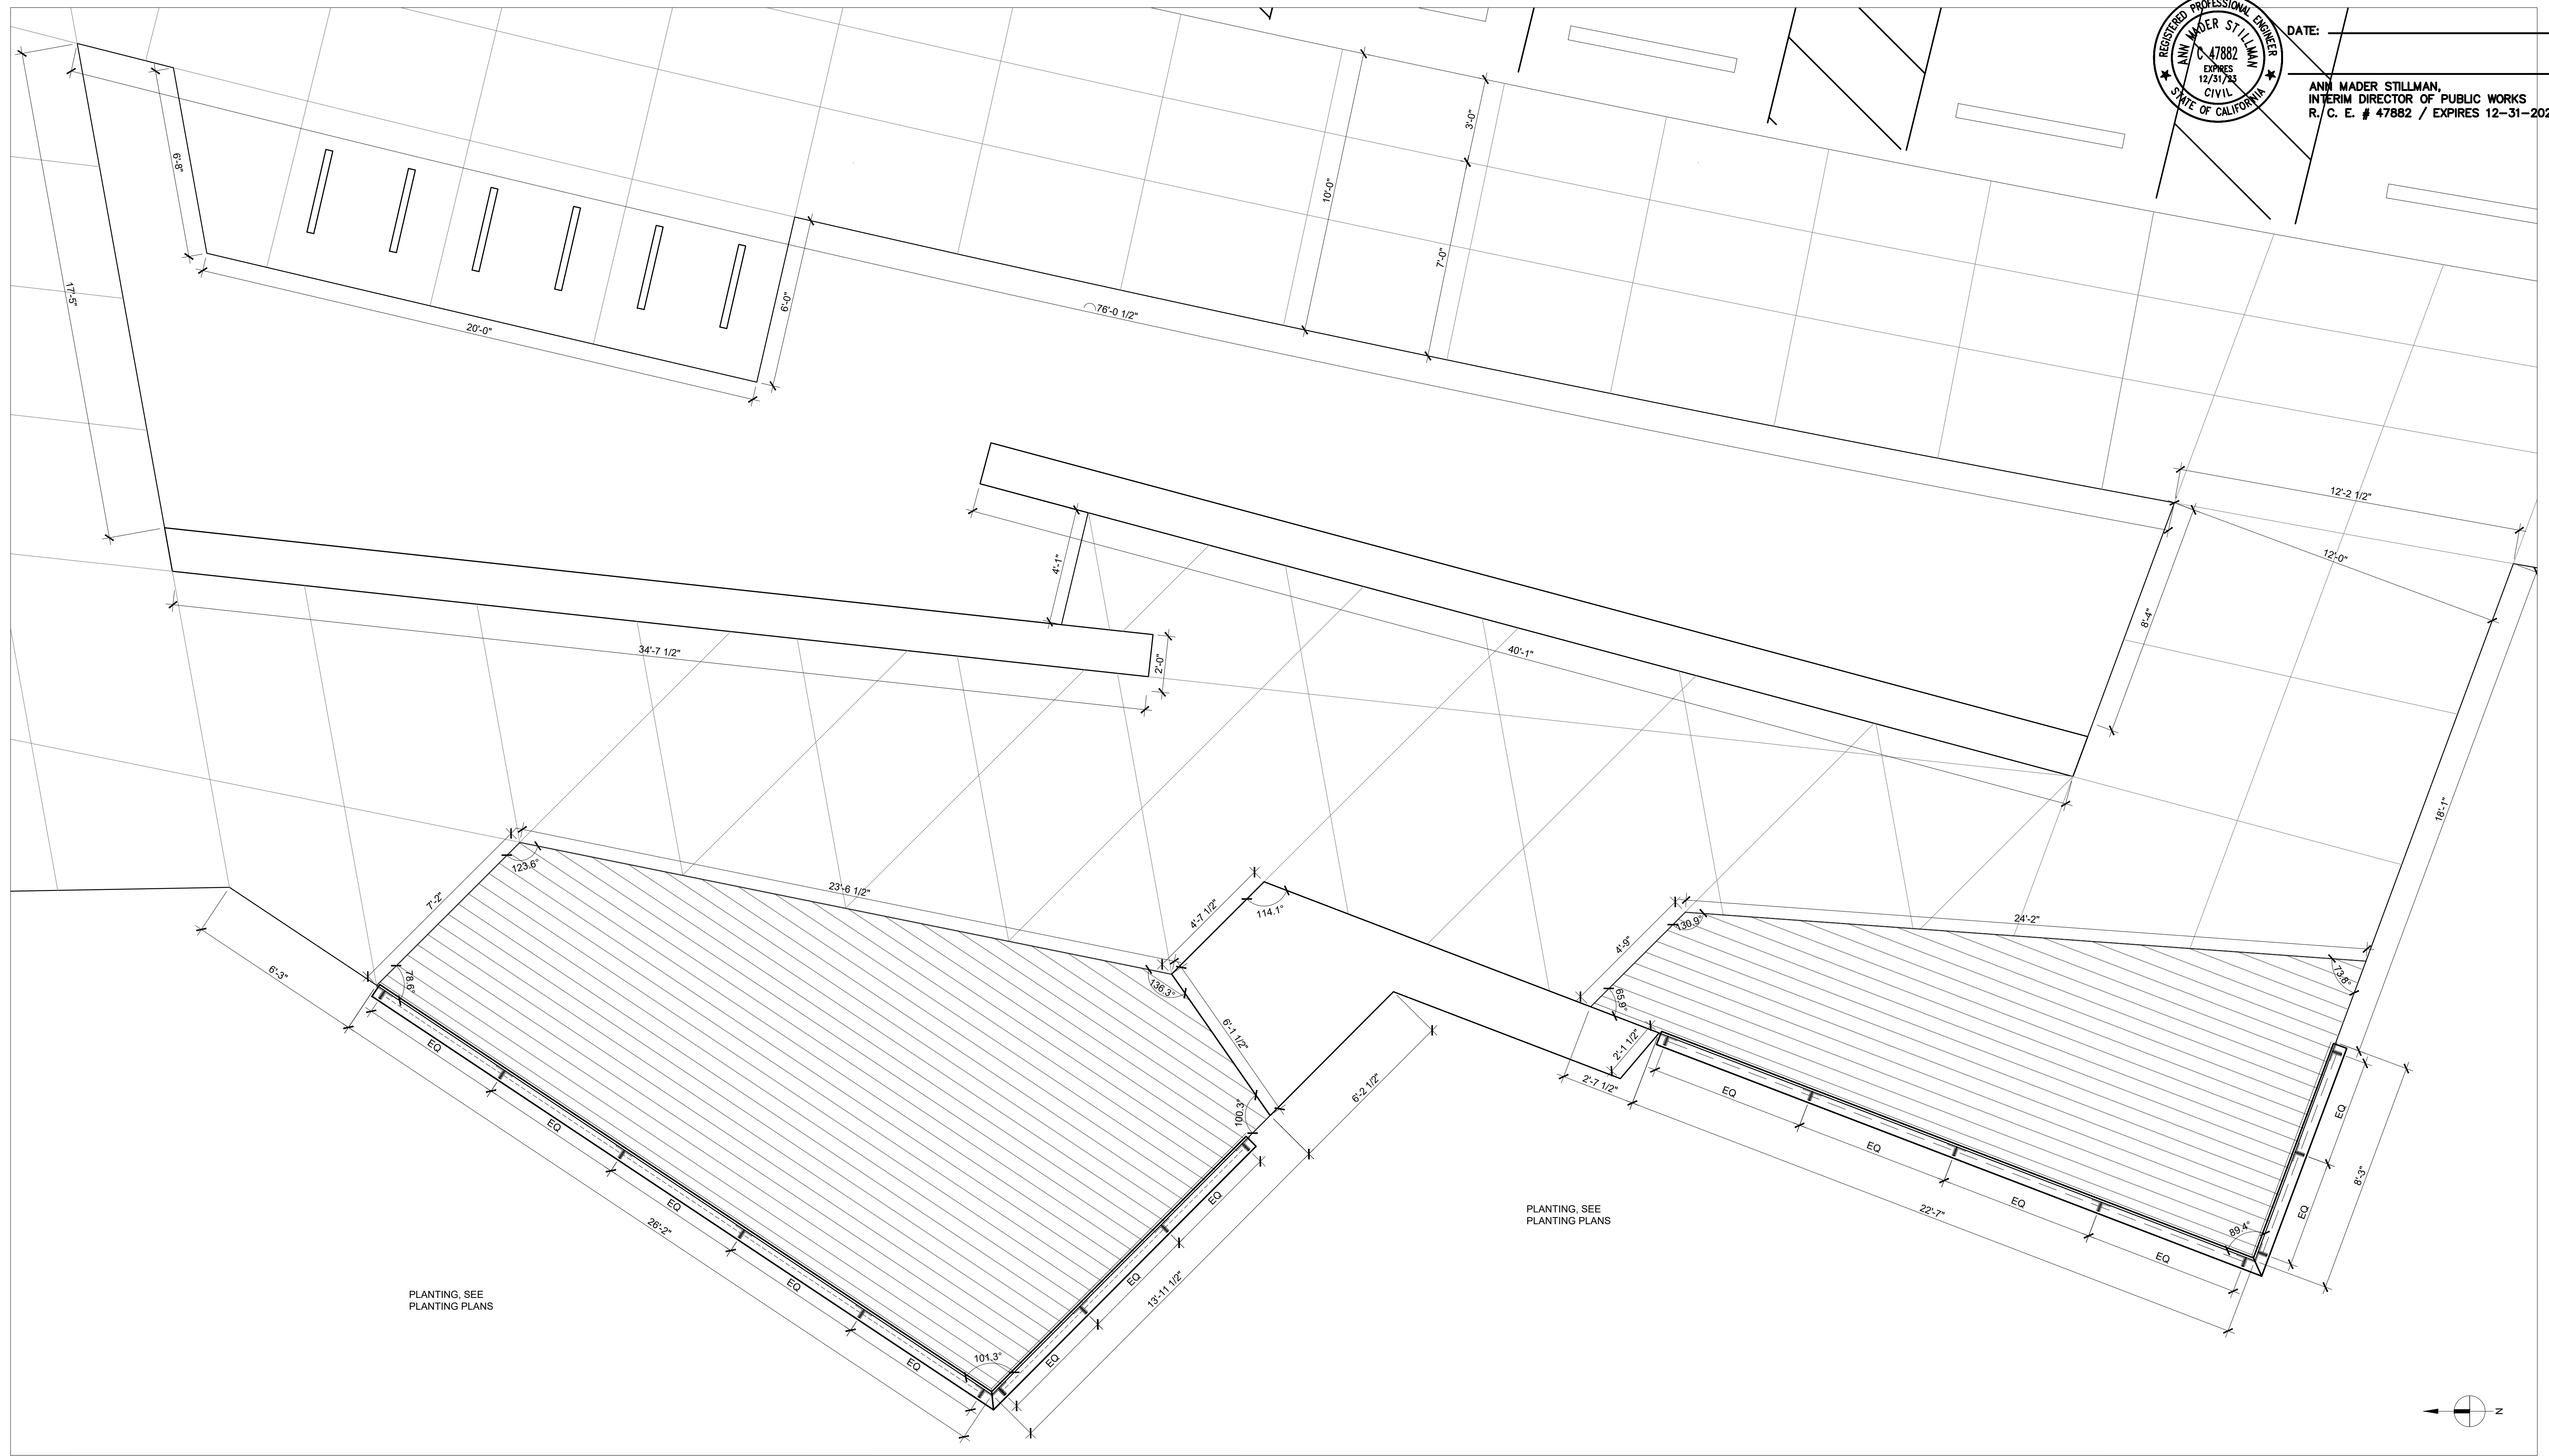 REGISTERED PROFESSIONAL ENGINEER
ANN MADER STILLMAN
C 47882
EXPIRES
12/31/23
CIVIL
STATE OF CALIFORNIA
DATE:
ANN MADER STILLMAN,
INTERIM DIRECTOR OF PUBLIC WORKS
R. C. E. # 47882 / EXPIRES 12-31-202
17'-5"
6'-8"
20'-0"
6'-0"
76'-0 1/2"
10'-0"
3'-0"
7'-0"
12'-2 1/2"
12'-0"
8'-4"
18'-1"
4'-1"
34'-7 1/2"
2'-0"
40'-1"
123.6°
7'-2"
23'-6 1/2"
78.6°
6'-3"
136.3°
4'-7 1/2"
114.1°
6'-1 1/2"
100.3°
6'-2 1/2"
EQ
EQ
EQ
EQ
EQ
26'-2"
101.3°
EQ
EQ
EQ
13'-11 1/2"
PLANTING, SEE
PLANTING PLANS
130.9°
4'-9"
24'-2"
65.9°
73.8°
2'-1 1/2"
2'-7 1/2"
EQ
EQ
EQ
EQ
22'-7"
89.4°
EQ
EQ
8'-3"
PLANTING, SEE
PLANTING PLANS
N